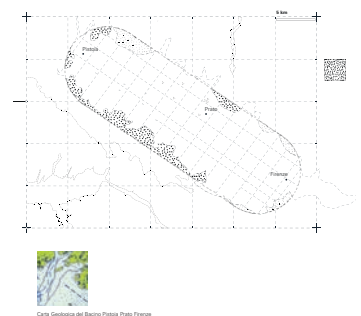 5 km
Pistoia
Prato
Firenze
Carta Geologica del Bacino Pistoia Prato Firenze